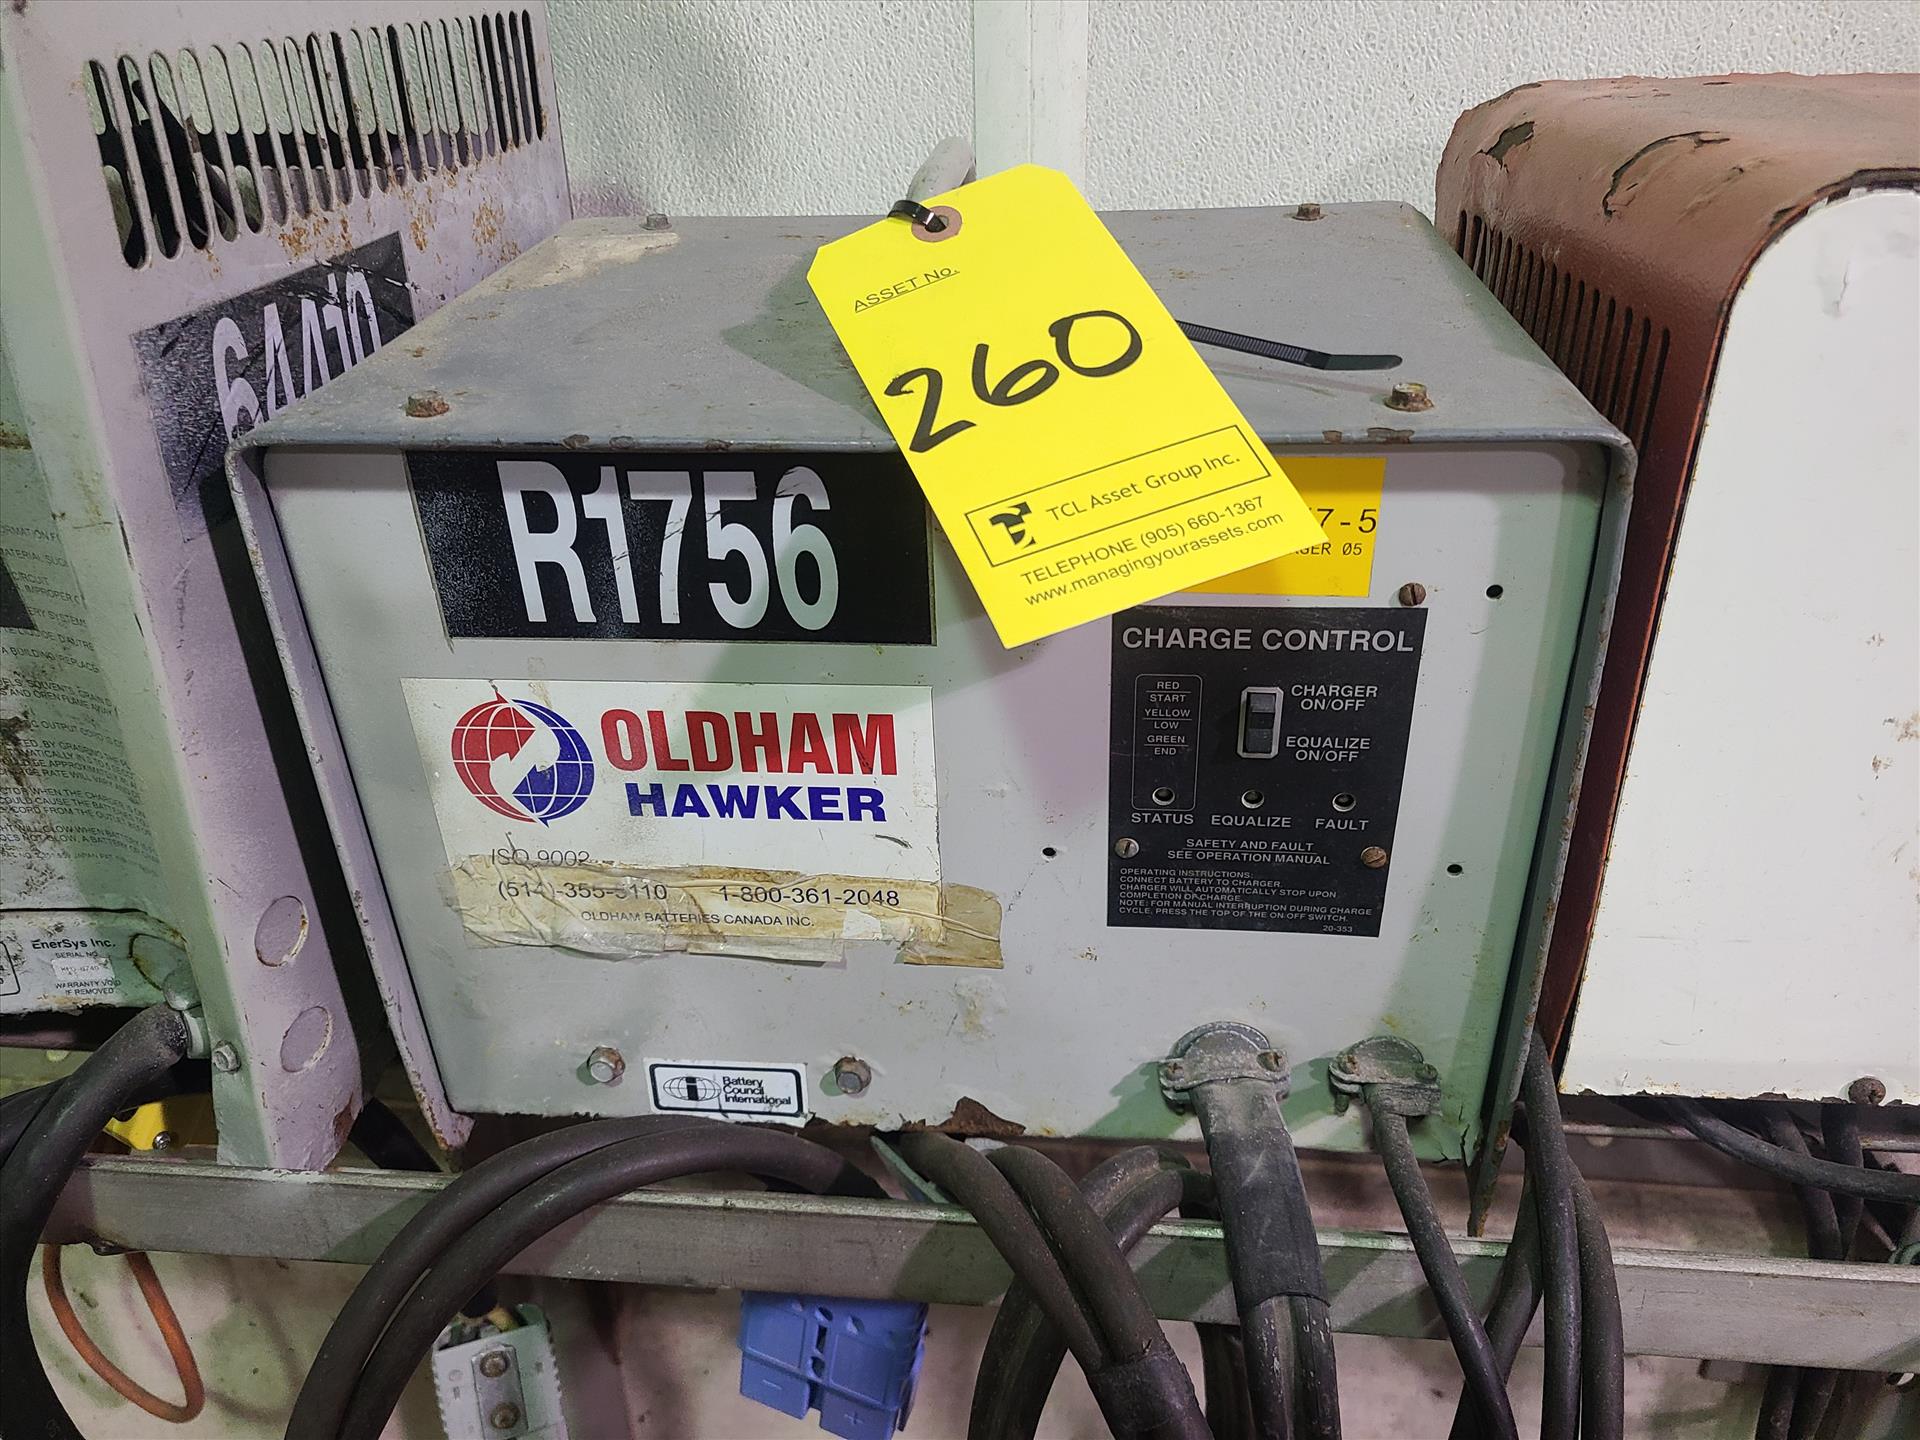 64410
ASSET No.
260
TCL Asset Group Inc.
TELEPHONE (905) 660-1367
www.managingyourassets.com
R1756
7-5
GER 05
OLDHAM
HAWKER
ISO 9002
(514)-355-5110 1-800-361-2048
OLDHAM BATTERIES CANADA INC.
CHARGE CONTROL
RED
START
YELLOW
LOW
GREEN
END
CHARGER
ON/OFF
EQUALIZE
ON/OFF
STATUS EQUALIZE FAULT
SAFETY AND FAULT
SEE OPERATION MANUAL
OPERATING INSTRUCTIONS:
CONNECT BATTERY TO CHARGER.
CHARGER WILL AUTOMATICALLY STOP UPON
COMPLETION OF CHARGE.
NOTE: FOR MANUAL INTERRUPTION DURING CHARGE
CYCLE, PRESS THE TOP OF THE ON/OFF SWITCH.
20-353
Battery
Council
International
EnerSys Inc.
SERIAL NO.
WARRANTY VOID
IF REMOVED